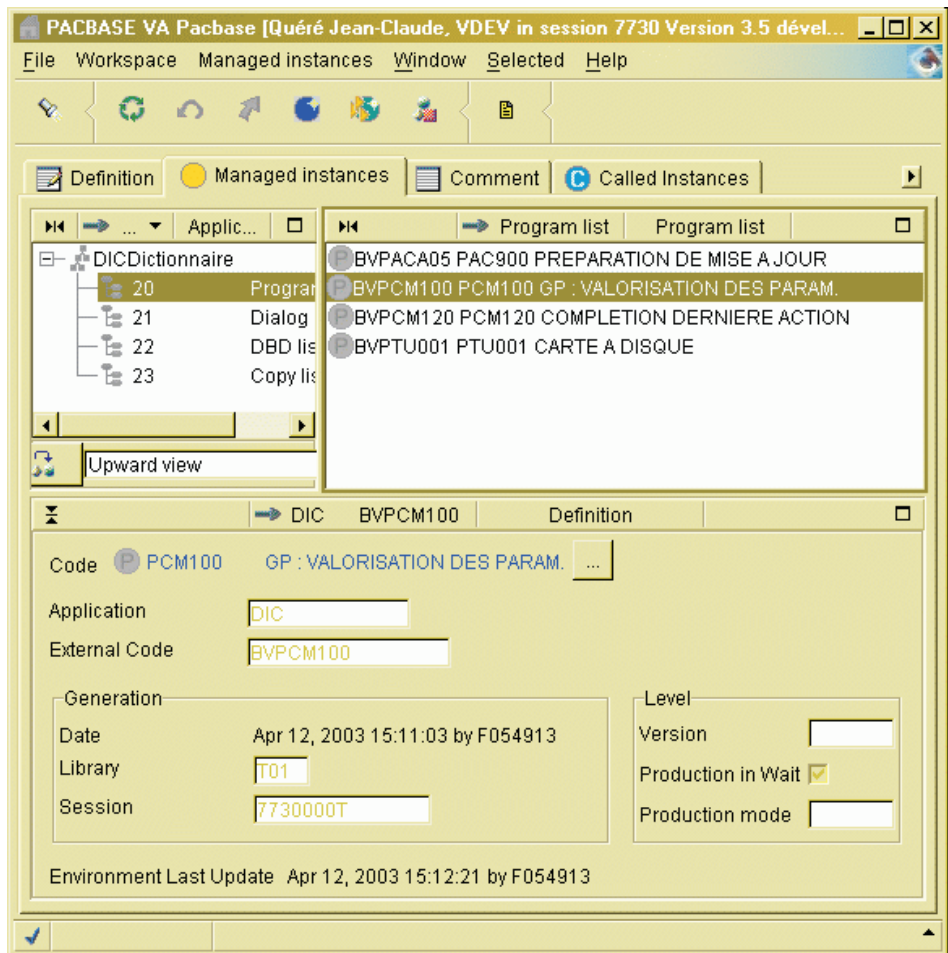 PACBASE VA Pacbase [Quéré Jean-Claude, VDEV in session 7730 Version 3.5 dével...
File Workspace Managed instances Window Selected Help
Definition Managed instances Comment Called Instances
... Applic... Program list Program list
DICDictionnaire
20 Program
21 Dialog
22 DBD lis
23 Copy lis
Upward view
BVPACA05 PAC900 PREPARATION DE MISE A JOUR
BVPCM100 PCM100 GP : VALORISATION DES PARAM.
BVPCM120 PCM120 COMPLETION DERNIERE ACTION
BVPTU001 PTU001 CARTE A DISQUE
DIC BVPCM100 Definition
Code P PCM100 GP : VALORISATION DES PARAM. ...
Application DIC
External Code BVPCM100
Generation
Date Apr 12, 2003 15:11:03 by F054913
Library T01
Session 7730000T
Level
Version
Production in Wait
Production mode
Environment Last Update Apr 12, 2003 15:12:21 by F054913